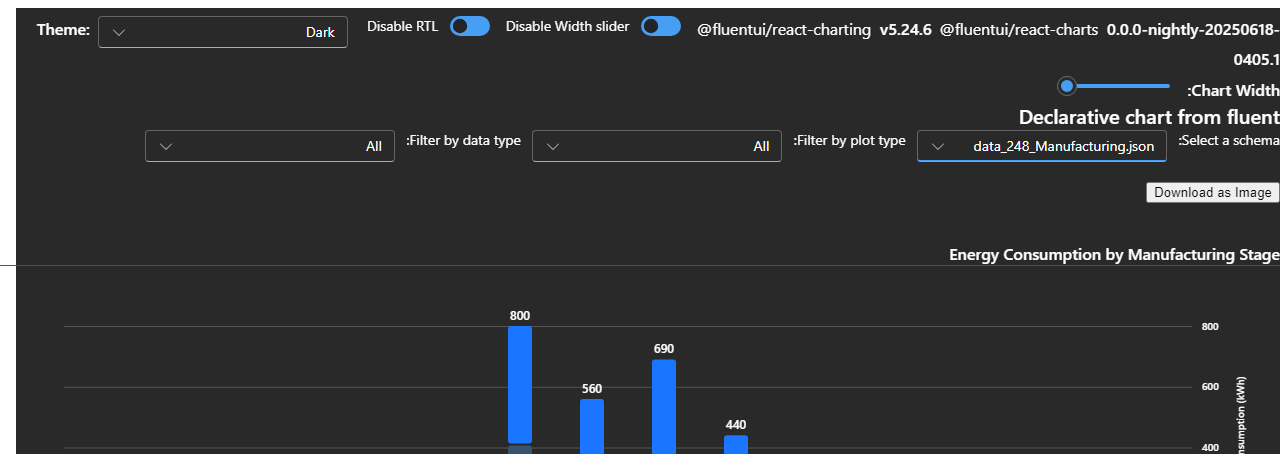 Theme: Dark Disable RTL Disable Width slider @fluentui/react-charting v5.24.6 @fluentui/react-charts 0.0.0-nightly-20250618-
0405.1
:Chart Width
Declarative chart from fluent
:Select a schema data_248_Manufacturing.json :Filter by plot type All :Filter by data type All
Download as Image
Energy Consumption by Manufacturing Stage
800
800
690
560
600
440
400
(kWh)